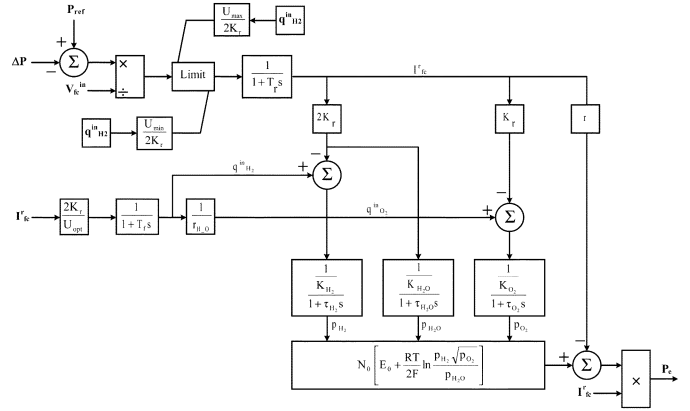 P_ref
U_max / 2K_r
q^in_H2
+
ΔP
−
Σ
×
÷
V_fc^in
Limit
1 / 1 + T_r s
I^r_fc
q^in_H2
U_min / 2K_r
2K_r
K_r
r
−
−
q^in_H₂
+
Σ
I^r_fc
2K_r / U_opt
1 / 1 + T_f s
1 / r_H_O
q^in_O₂
+
Σ
1 / K_H₂ / 1 + τ_H₂ s
1 / K_H₂O / 1 + τ_H₂O s
1 / K_O₂ / 1 + τ_O₂ s
p_H₂
p_H₂O
p_O₂
−
N_0 [ E_0 + RT / 2F ln p_H₂ √p_O₂ / p_H₂O ]
+
Σ
×
P_e
I^r_fc